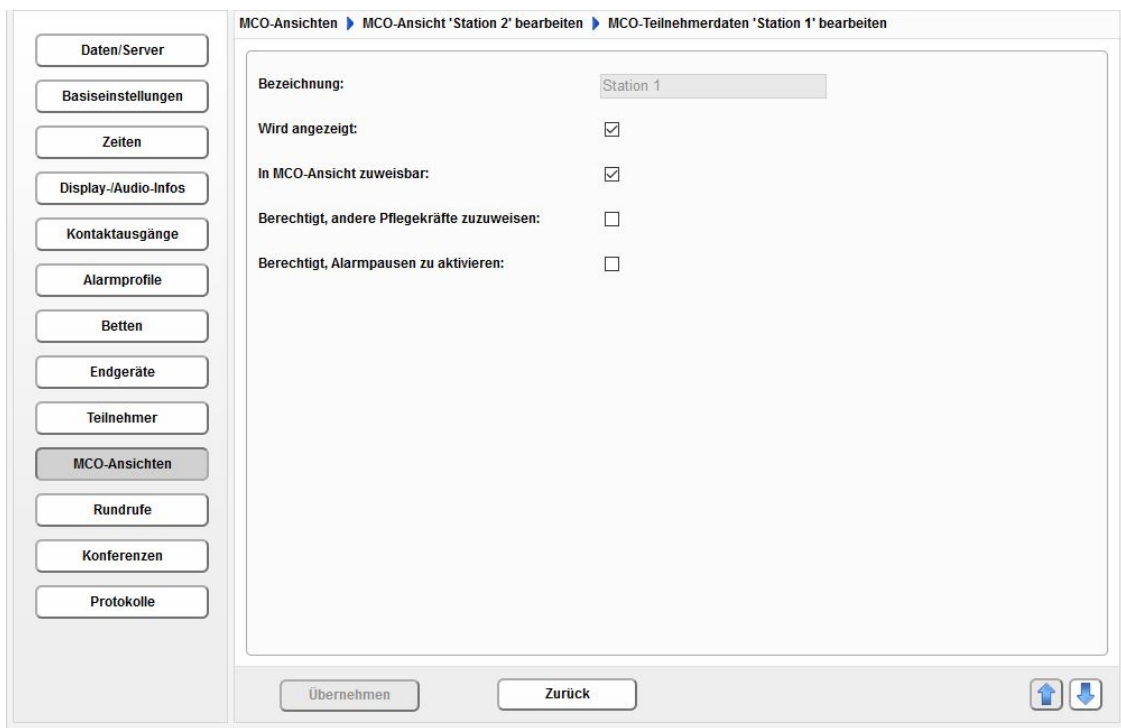 MCO-Ansichten MCO-Ansicht 'Station 2' bearbeiten MCO-Teilnehmerdaten 'Station 1' bearbeiten
Daten/Server
Basiseinstellungen
Zeiten
Display-/Audio-Infos
Kontaktausgänge
Alarmprofile
Betten
Endgeräte
Teilnehmer
MCO-Ansichten
Rundrufe
Konferenzen
Protokolle
Bezeichnung: Station 1
Wird angezeigt:
In MCO-Ansicht zuweisbar:
Berechtigt, andere Pflegekräfte zuzuweisen:
Berechtigt, Alarmpausen zu aktivieren:
Übernehmen Zurück